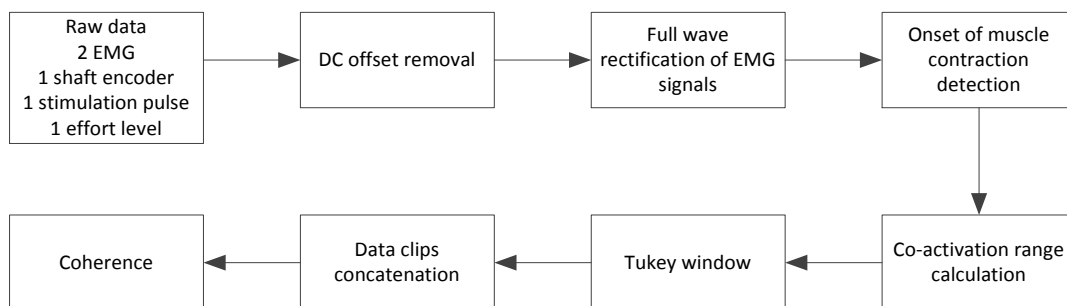 Raw data
2 EMG
1 shaft encoder
1 stimulation pulse
1 effort level
DC offset removal
Full wave
rectification of EMG
signals
Onset of muscle
contraction
detection
Co-activation range
calculation
Tukey window
Data clips
concatenation
Coherence